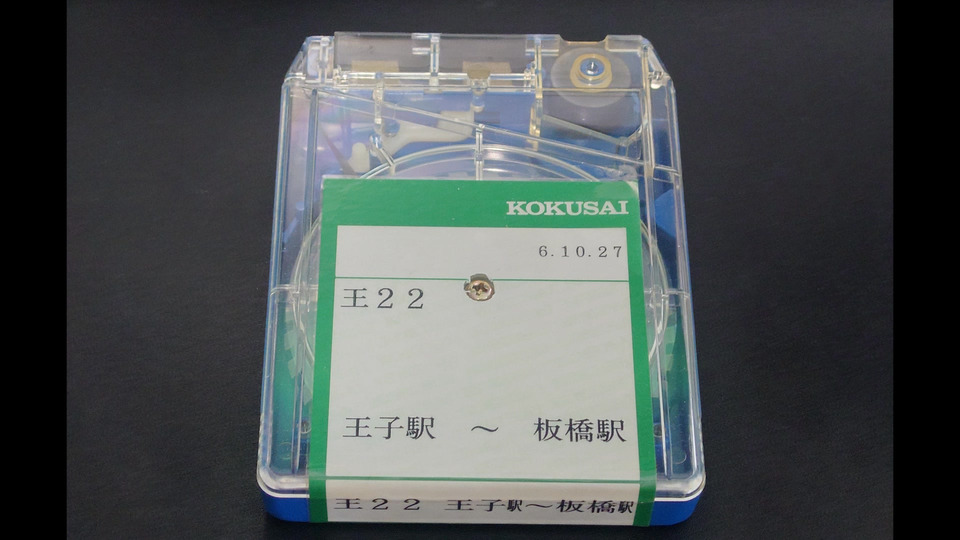 KOKUSAI
6.10.27
王２２
王子駅　～　板橋駅
王２２　王子駅～板橋駅